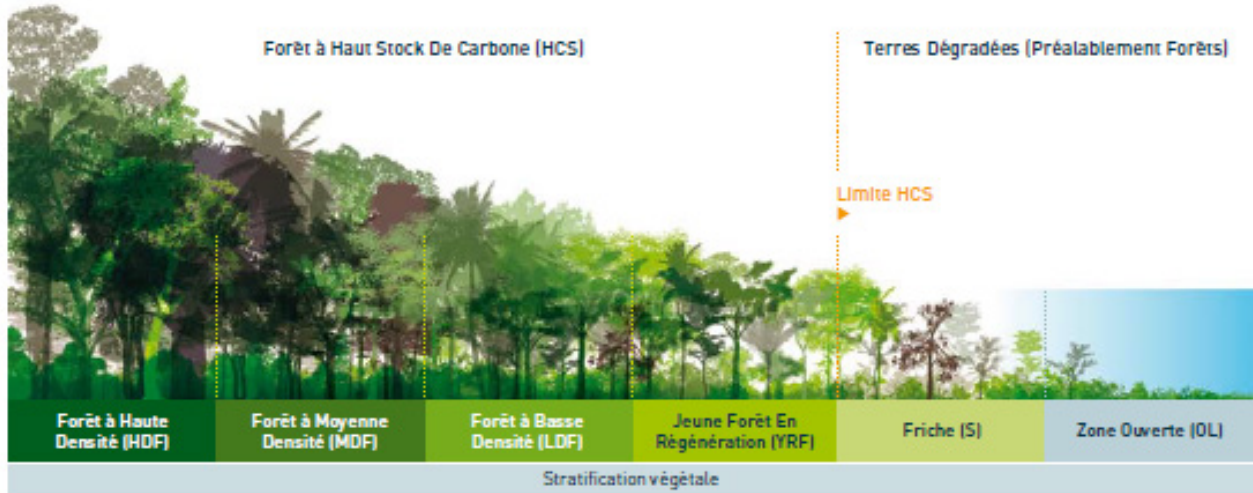 Forêt à Haut Stock De Carbone (HCS)
Terres Dégradées (Préalablement Forêts)
Limite HCS
Forêt à Haute
Densité (HDF)
Forêt à Moyenne
Densité (MDF)
Forêt à Basse
Densité (LDF)
Jeune Forêt En
Règénération (YRF)
Friche (S)
Zone Ouverte (OL)
Stratification végétale